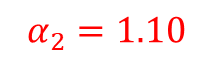 α₂ = 1.10